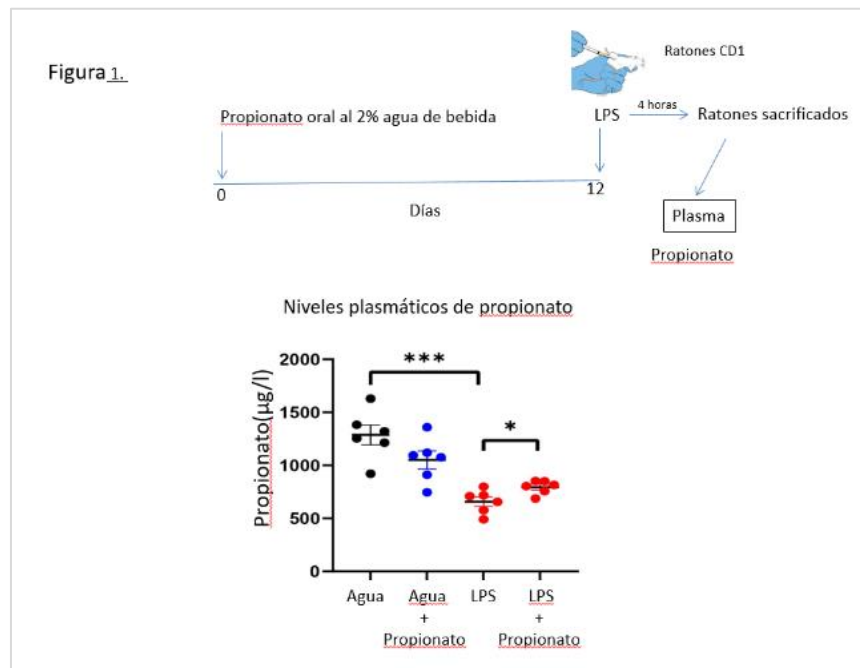 Figura 1.
Ratones CD1
Propionato oral al 2% agua de bebida
LPS
4 horas
Ratones sacrificados
0
12
Días
Plasma
Propionato
Niveles plasmáticos de propionato
Propionato(µg/l)
2000
1500
1000
500
0
***
*
Agua
Agua
+
Propionato
LPS
LPS
+
Propionato